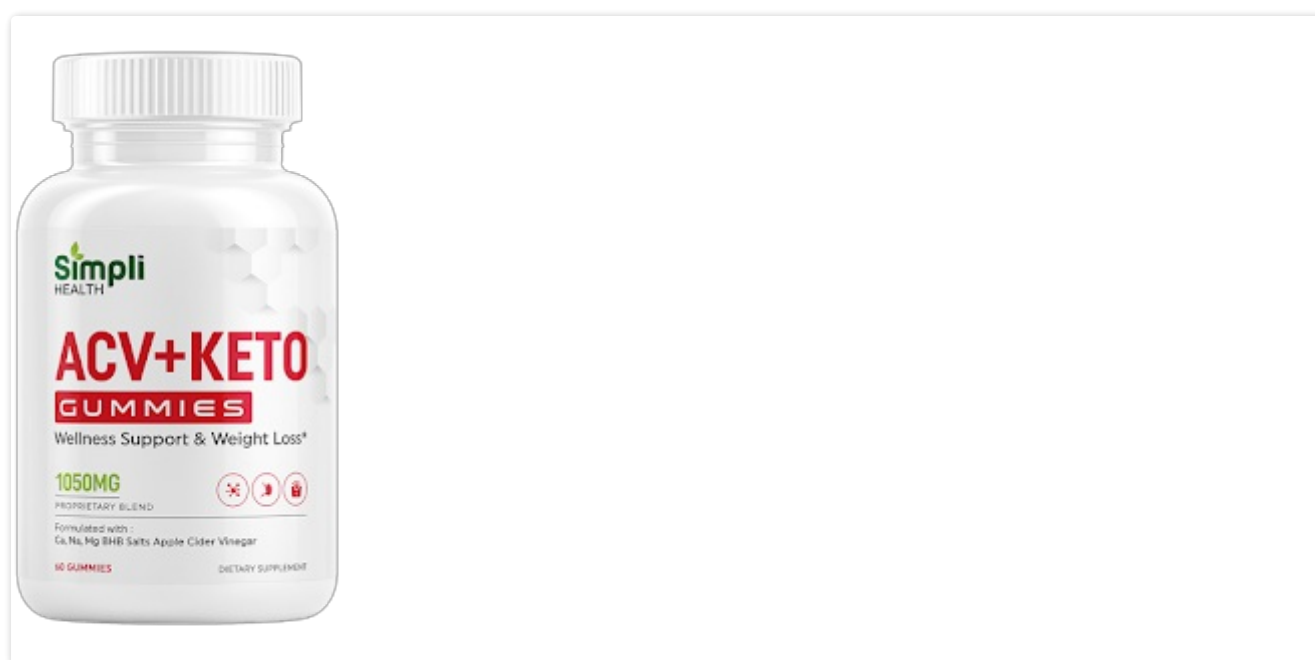 Simpli
HEALTH
ACV+KETO
GUMMIES
Wellness Support & Weight Loss*
1050MG
PROPRIETARY BLEND
Formulated with :
Ca, Na, Mg BHB Salts Apple Cider Vinegar
60 GUMMIES
DIETARY SUPPLEMENT